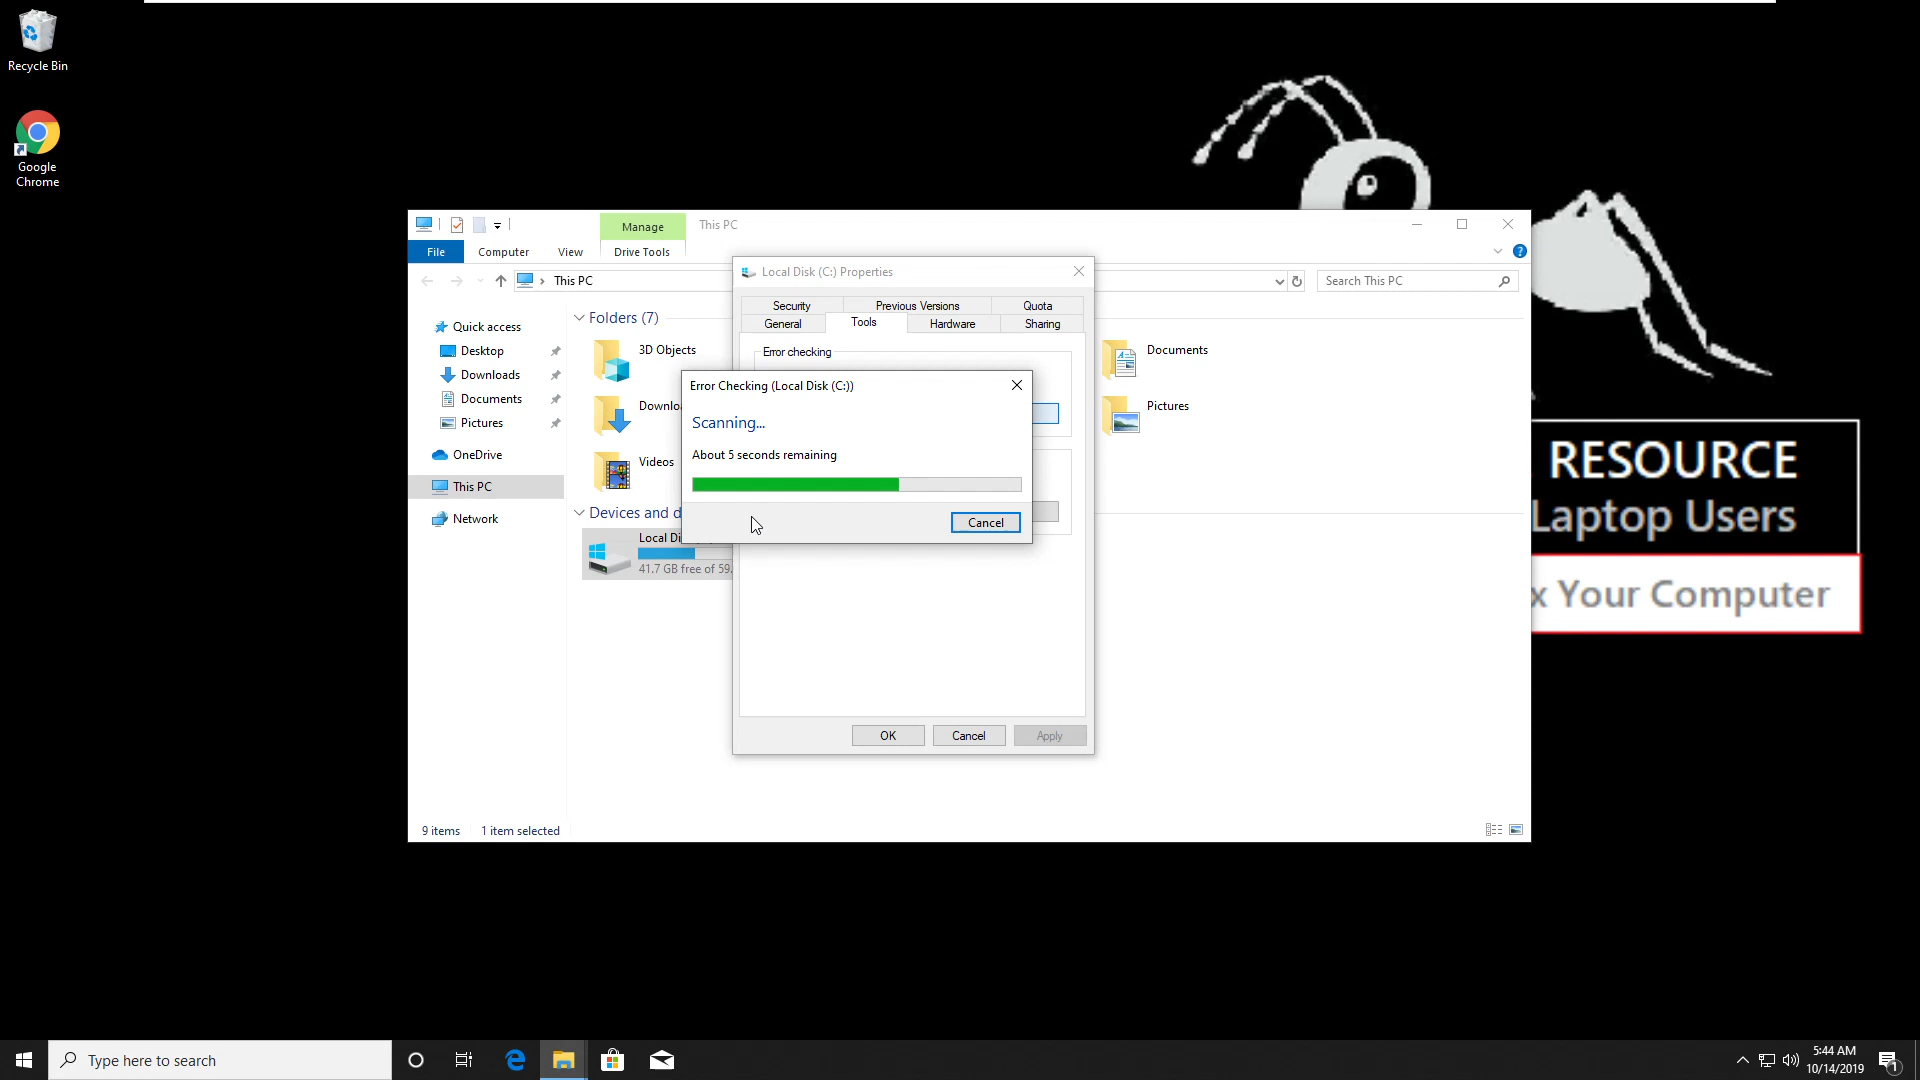 Recycle Bin
Google
Chrome
Manage
This PC
File
Computer
View
Drive Tools
This PC
Search This PC
Quick access
Desktop
Downloads
Documents
Pictures
OneDrive
This PC
Network
Folders (7)
3D Objects
Videos
Documents
Pictures
Devices and
41.7 GB free of 59.
9 items
1 item selected
Local Disk (C:) Properties
Security
Previous Versions
Quota
General
Tools
Hardware
Sharing
Error checking
OK
Cancel
Apply
Error Checking (Local Disk (C:))
Scanning...
About 5 seconds remaining
Cancel
RESOURCE
Laptop Users
x Your Computer
Type here to search
5:44 AM
10/14/2019
1